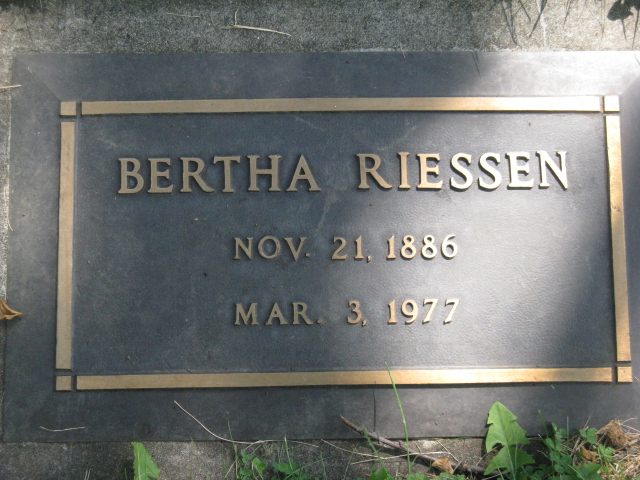 BERTHA RIESSEN
NOV. 21, 1886
MAR. 3, 1977